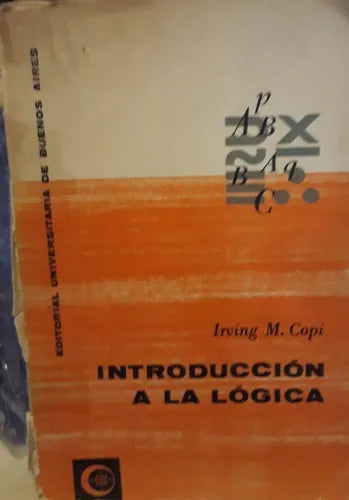 EDITORIAL UNIVERSITARIA DE BUENOS AIRES
p
A B
V q
B A
C
Irving M. Copi
INTRODUCCIÓN
A LA LÓGICA